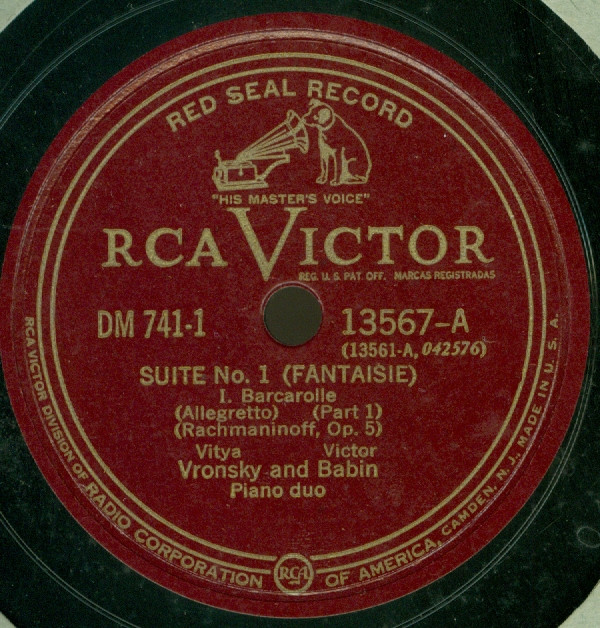 RED SEAL RECORD
"HIS MASTER'S VOICE"
RCA VICTOR
REG. U. S. PAT. OFF. MARCAS REGISTRADAS
DM 741-1
13567-A
(13561-A, 042576)
SUITE No. 1 (FANTAISIE)
I. Barcarolle
(Allegretto) (Part 1)
(Rachmaninoff, Op. 5)
Vitya Victor
Vronsky and Babin
Piano duo
RCA VICTOR DIVISION OF RADIO CORPORATION OF AMERICA, CAMDEN, N. J., MADE IN U. S. A.
RCA